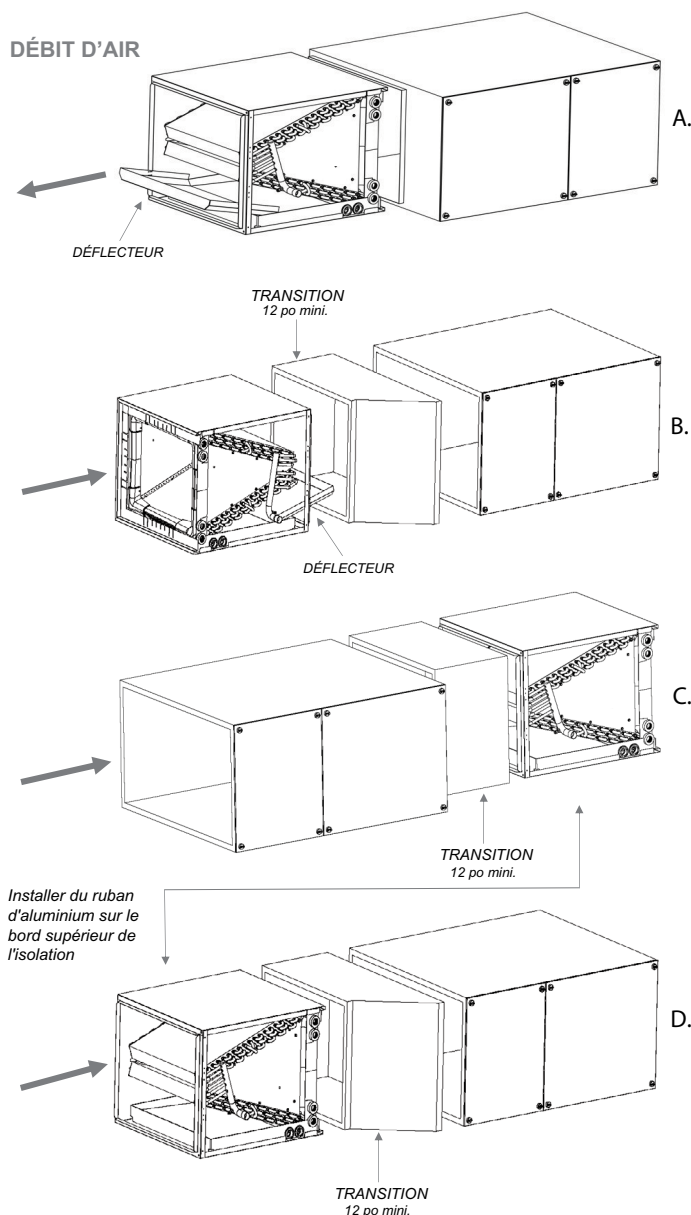 DÉBIT D'AIR
A.
DÉFLECTEUR
TRANSITION
12 po mini.
B.
DÉFLECTEUR
C.
TRANSITION
12 po mini.
Installer du ruban
d'aluminium sur le
bord supérieur de
l'isolation
D.
TRANSITION
12 po mini.